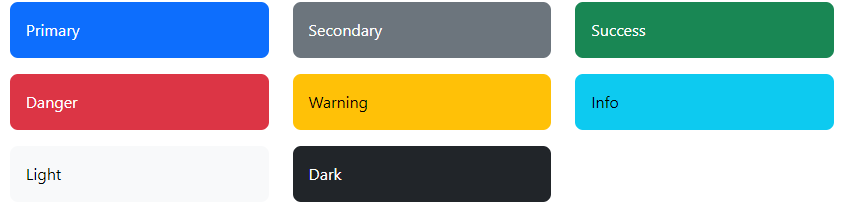 Primary
Secondary
Success
Danger
Warning
Info
Light
Dark